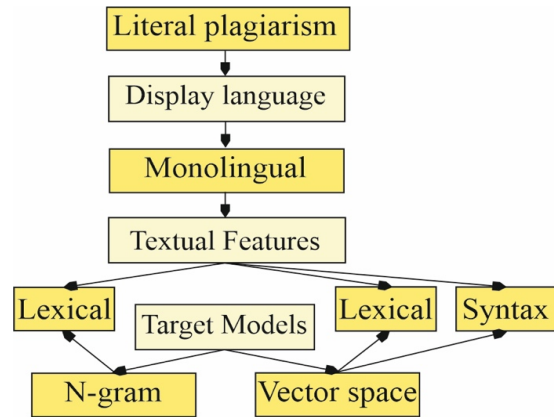 Literal plagiarism
Display language
Monolingual
Textual Features
Lexical
Lexical
Syntax
Target Models
N-gram
Vector space